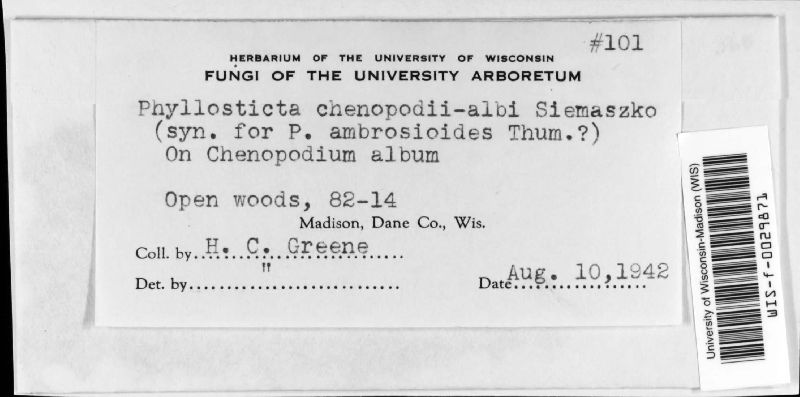 #101
HERBARIUM OF THE UNIVERSITY OF WISCONSIN
FUNGI OF THE UNIVERSITY ARBORETUM
Phyllosticta chenopodii-albi Siemaszko
(syn. for P. ambrosioides Thum.?)
On Chenopodium album
Open woods, 82-14
Madison, Dane Co., Wis.
Coll. by H. C. Greene
Det. by "
Date Aug. 10,1942
University of Wisconsin-Madison (WIS)
WIS-f-0029871